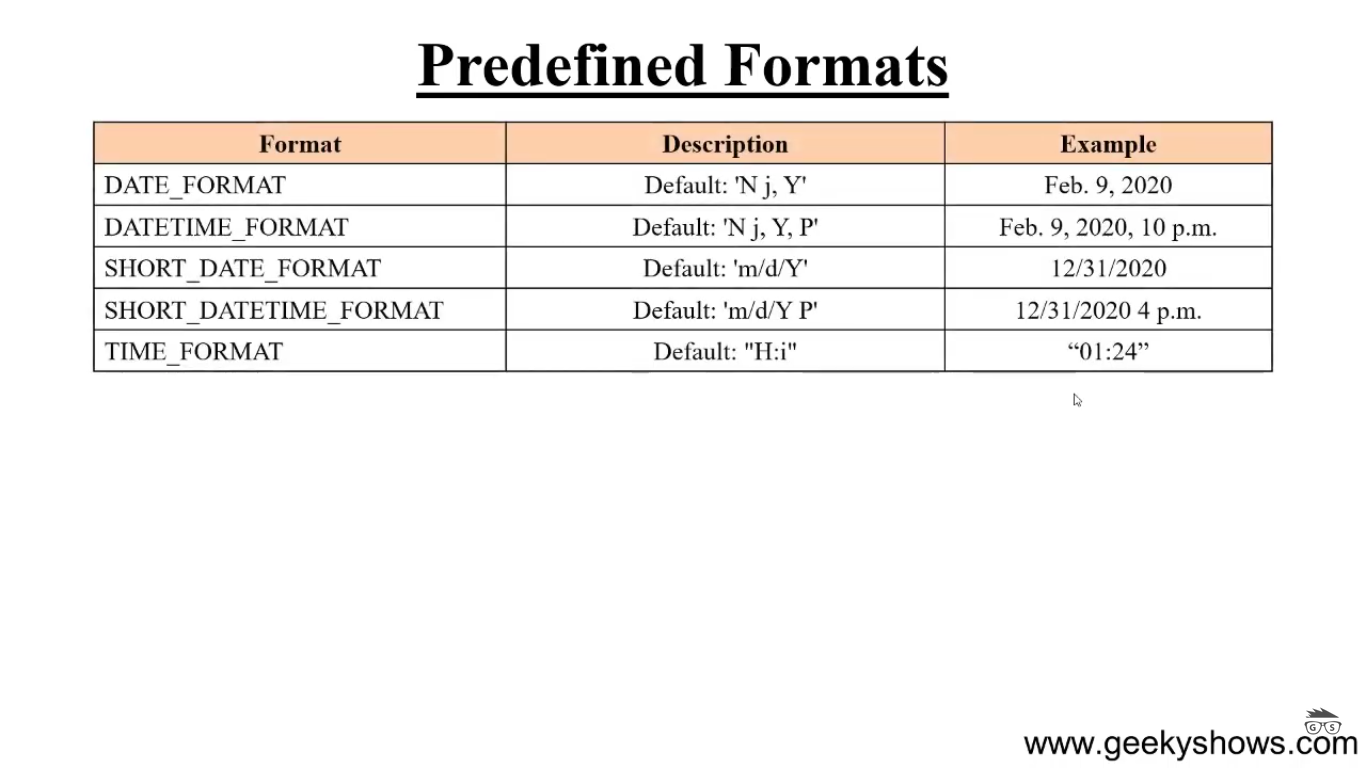 Predefined Formats
Format Description Example
DATE_FORMAT Default: 'N j, Y' Feb. 9, 2020
DATETIME_FORMAT Default: 'N j, Y, P' Feb. 9, 2020, 10 p.m.
SHORT_DATE_FORMAT Default: 'm/d/Y' 12/31/2020
SHORT_DATETIME_FORMAT Default: 'm/d/Y P' 12/31/2020 4 p.m.
TIME_FORMAT Default: "H:i" “01:24”
G S
www.geekyshows.com